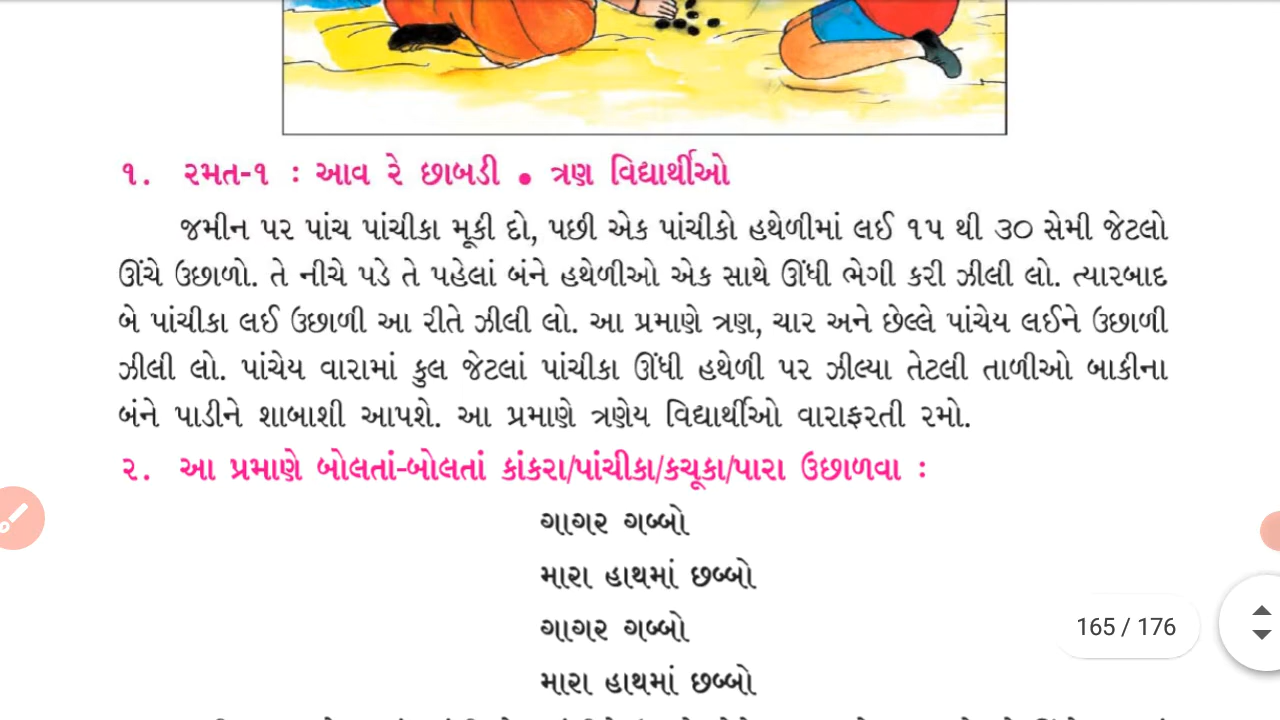 ૧. રમત-૧ : આવ રે છાબડી • ત્રણ વિદ્યાર્થીઓ
જમીન પર પાંચ પાંચીકા મૂકી દો, પછી એક પાંચીકો હથેળીમાં લઈ ૧૫ થી ૩૦ સેમી જેટલો
ઊંચે ઉછાળો. તે નીચે પડે તે પહેલાં બંને હથેળીઓ એક સાથે ઊંધી ભેગી કરી ઝીલી લો. ત્યારબાદ
બે પાંચીકા લઈ ઉછાળી આ રીતે ઝીલી લો. આ પ્રમાણે ત્રણ, ચાર અને છેલ્લે પાંચેય લઈને ઉછાળી
ઝીલી લો. પાંચેય વારામાં કુલ જેટલાં પાંચીકા ઊંધી હથેળી પર ઝીલ્યા તેટલી તાળીઓ બાકીના
બંને પાડીને શાબાશી આપશે. આ પ્રમાણે ત્રણેય વિદ્યાર્થીઓ વારાફરતી રમો.
૨. આ પ્રમાણે બોલતાં-બોલતાં કાંકરા/પાંચીકા/કચૂકા/પારા ઉછાળવા :
ગાગર ગબ્બો
મારા હાથમાં છબ્બો
ગાગર ગબ્બો
165 / 176
મારા હાથમાં છબ્બો